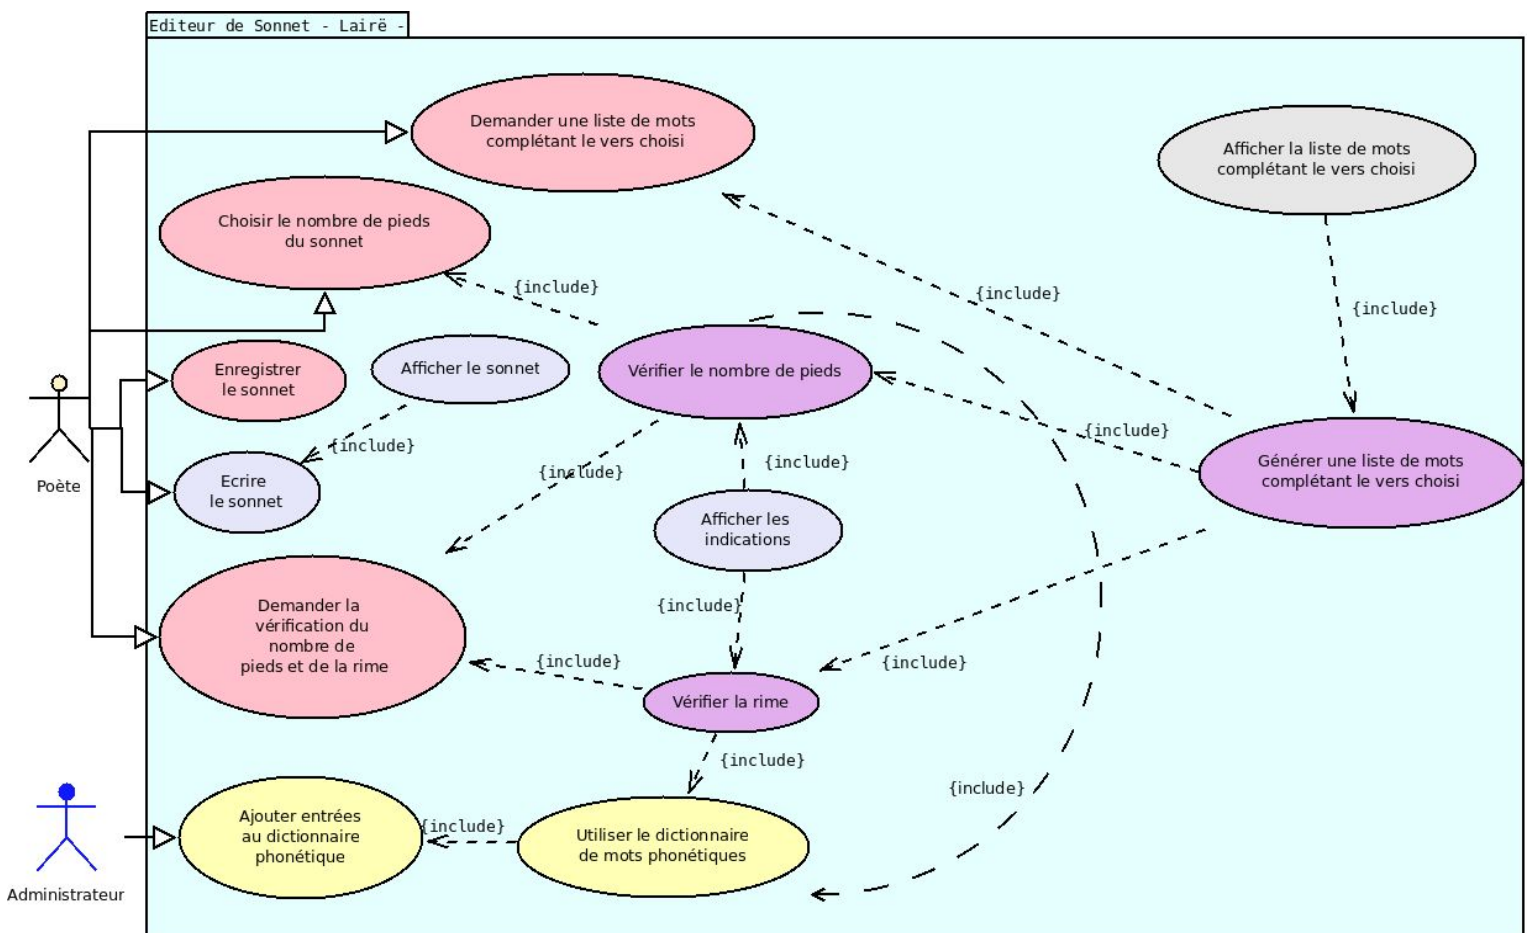 Editeur de Sonnet - Lairë -
Demander une liste de mots
complétant le vers choisi
Afficher la liste de mots
complétant le vers choisi
Choisir le nombre de pieds
du sonnet
{include}
{include}
{include}
Enregistrer
le sonnet
Afficher le sonnet
Vérifier le nombre de pieds
{include}
{include}
{include}
{include}
Poète
Ecrire
le sonnet
Générer une liste de mots
complétant le vers choisi
Afficher les
indications
Demander la
vérification du
nombre de
pieds et de la rime
{include}
{include}
{include}
Vérifier la rime
{include}
{include}
Ajouter entrées
au dictionnaire
phonétique
{include}
Utiliser le dictionnaire
de mots phonétiques
Administrateur